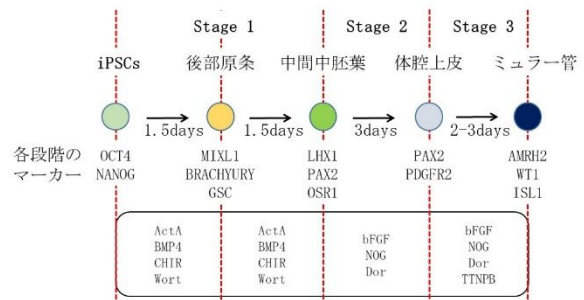 Stage 1
Stage 2
Stage 3
iPSCs
後部原条
中間中胚葉
体腔上皮
ミュラー管
1.5days
1.5days
3days
2-3days
各段階の
マーカー
OCT4
NANOG
MIXL1
BRACHYURY
GSC
LHX1
PAX2
OSR1
PAX2
PDGFR2
AMRH2
WT1
ISL1
ActA
BMP4
CHIR
Wort
ActA
BMP4
CHIR
Wort
bFGF
NOG
Dor
bFGF
NOG
Dor
TTNPB